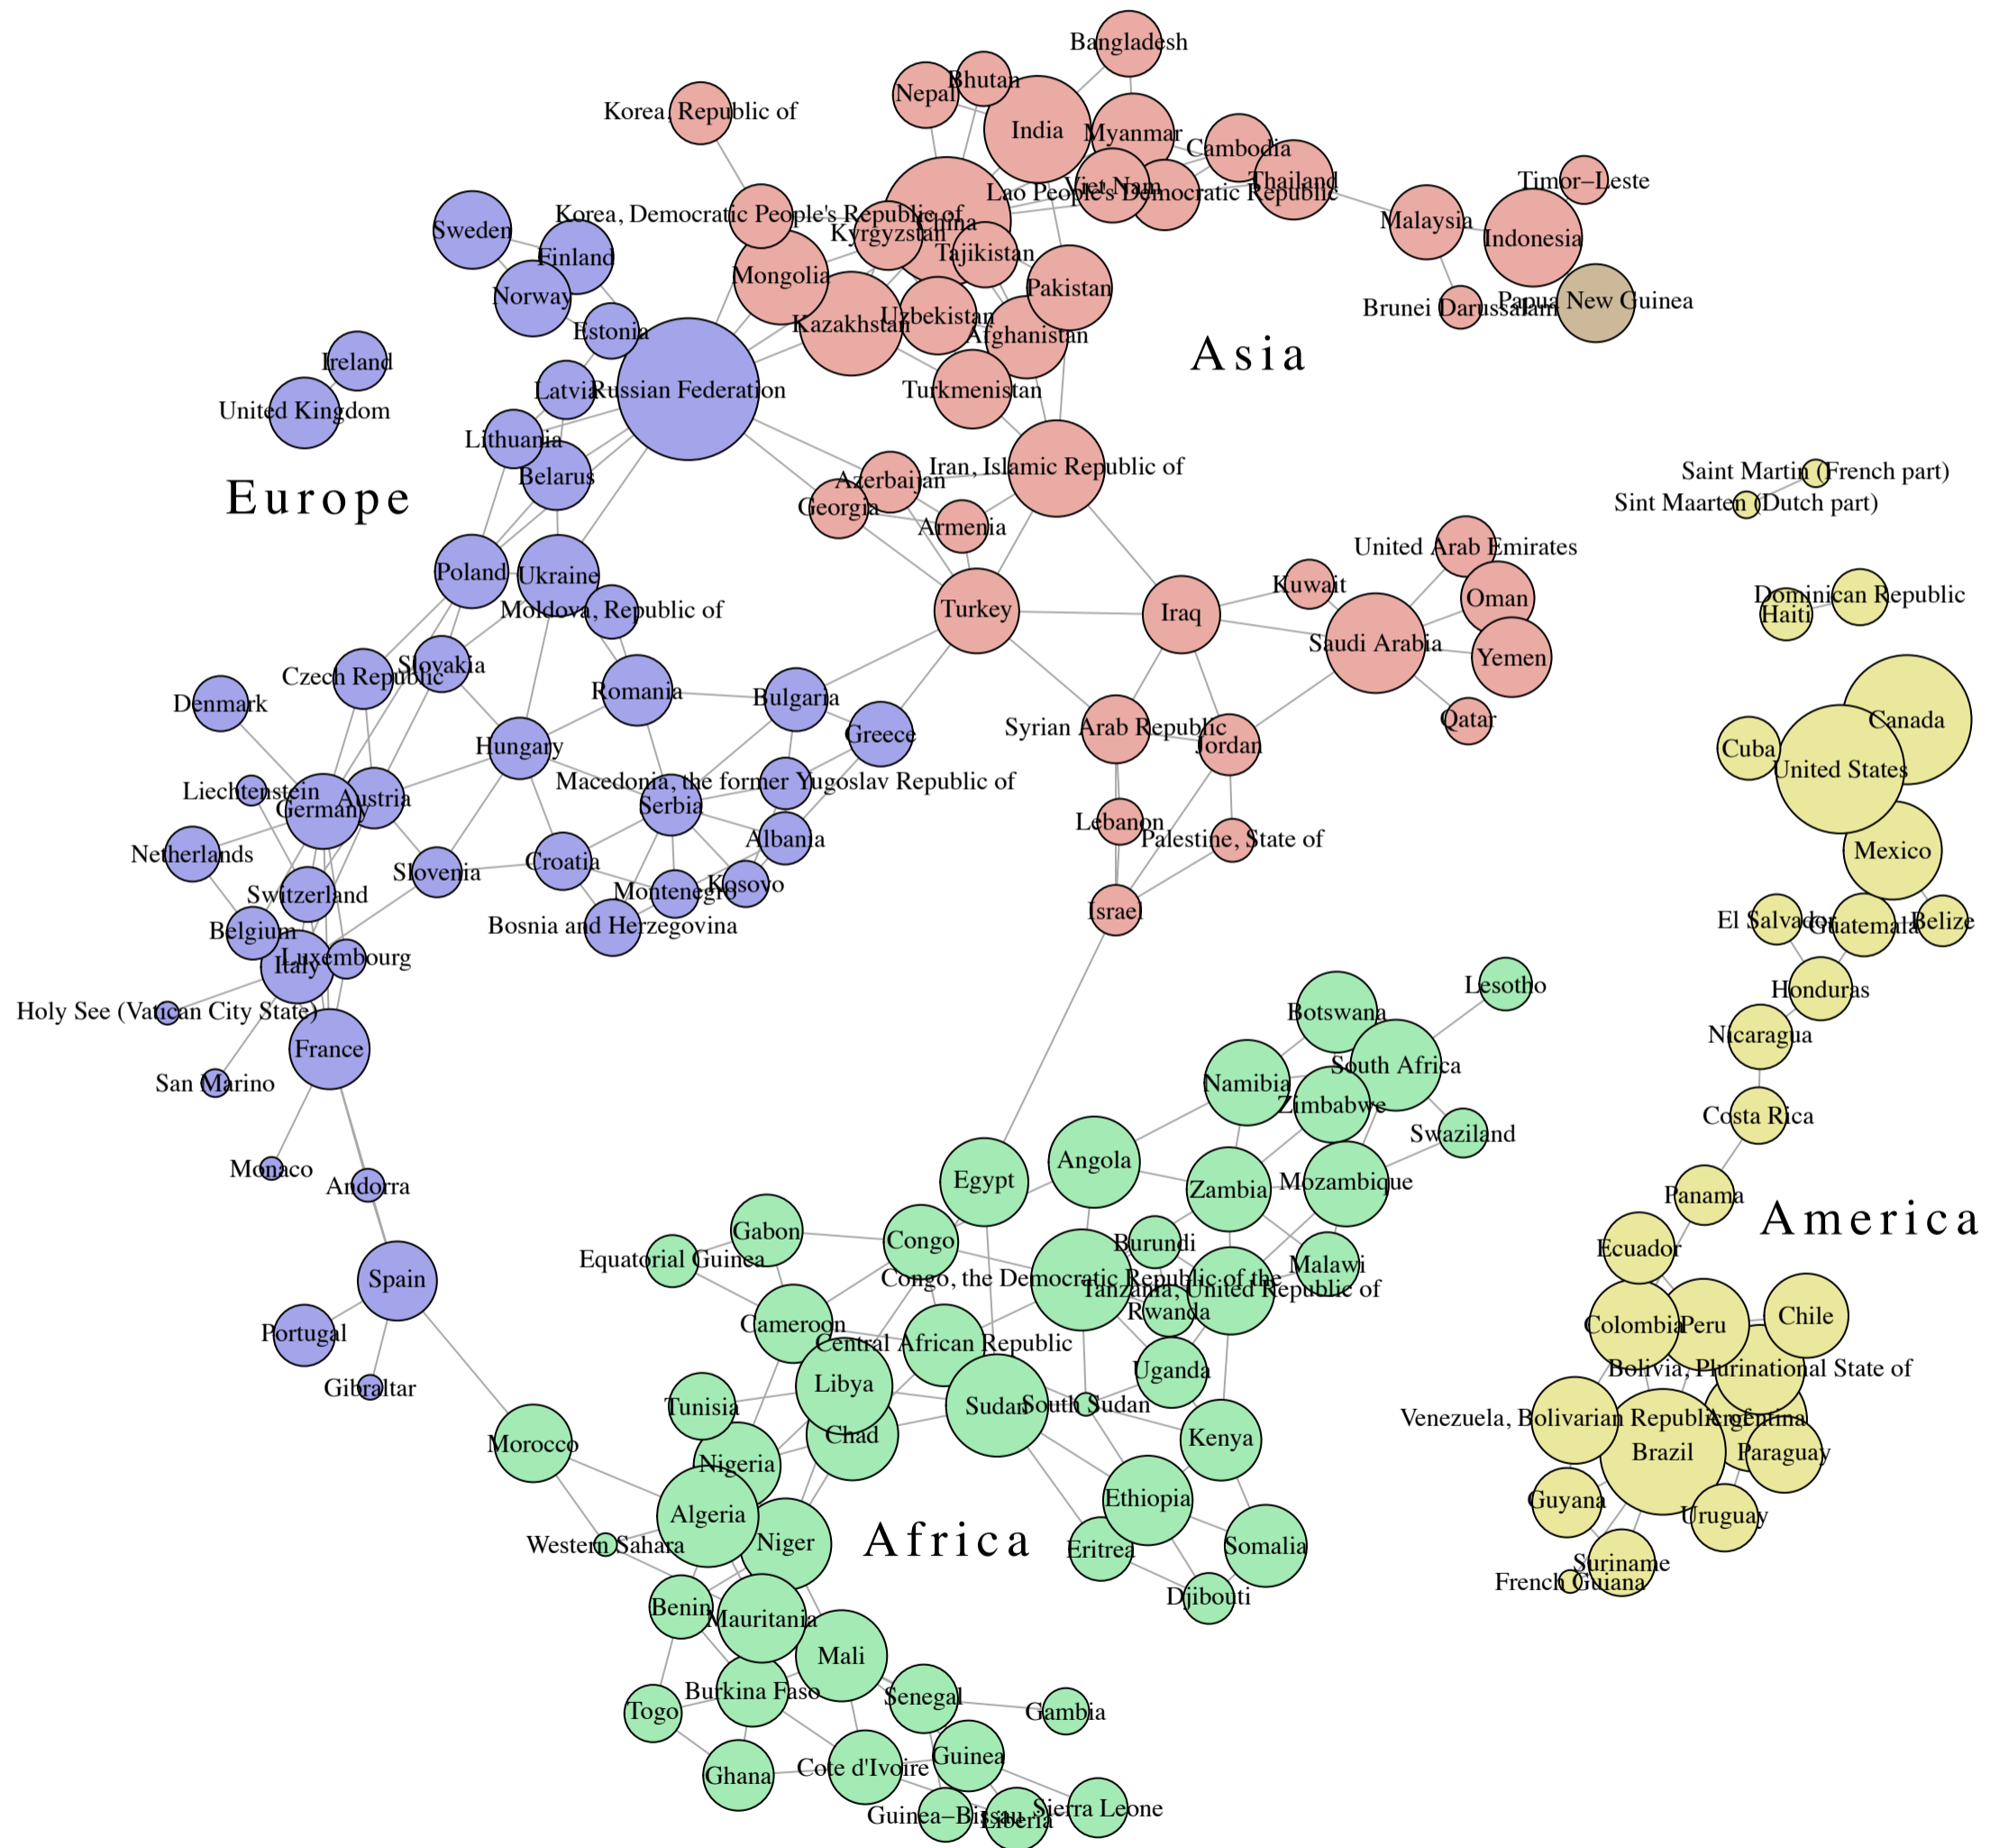 Bangladesh
Bhutan
Nepal
Korea, Republic of
India
Myanmar
Cambodia
Viet Nam
Thailand
Timor–Leste
Lao People's Democratic Republic
Korea, Democratic People's Republic of
China
Kyrgyzstan
Malaysia
Indonesia
Sweden
Finland
Tajikistan
Mongolia
Pakistan
Norway
Brunei Darussalam
Papua New Guinea
Estonia
Kazakhstan
Uzbekistan
Afghanistan
Asia
Ireland
Latvia
Russian Federation
Turkmenistan
United Kingdom
Lithuania
Belarus
Europe
Azerbaijan
Iran, Islamic Republic of
Georgia
Armenia
Saint Martin (French part)
Sint Maarten (Dutch part)
United Arab Emirates
Poland
Ukraine
Kuwait
Oman
Moldova, Republic of
Turkey
Iraq
Dominican Republic
Haiti
Saudi Arabia
Yemen
Czech Republic
Slovakia
Denmark
Romania
Bulgaria
Syrian Arab Republic
Qatar
Canada
Greece
Hungary
Jordan
Cuba
United States
Liechtenstein
Germany
Austria
Macedonia, the former Yugoslav Republic of
Serbia
Lebanon
Albania
Palestine, State of
Netherlands
Mexico
Croatia
Slovenia
Switzerland
Montenegro
Kosovo
Israel
Bosnia and Herzegovina
Belgium
El Salvador
Guatemala
Belize
Italy
Luxembourg
Honduras
Lesotho
Holy See (Vatican City State)
Botswana
Nicaragua
France
South Africa
San Marino
Namibia
Zimbabwe
Costa Rica
Swaziland
Monaco
Andorra
Egypt
Angola
Zambia
Mozambique
Panama
America
Gabon
Congo
Burundi
Ecuador
Equatorial Guinea
Malawi
Spain
Congo, the Democratic Republic of the
Tanzania, United Republic of
Rwanda
Chile
Portugal
Cameroon
Central African Republic
Colombia
Peru
Uganda
Bolivia, Plurinational State of
Gibraltar
Libya
Tunisia
Sudan
South Sudan
Venezuela, Bolivarian Republic of
Argentina
Morocco
Chad
Kenya
Brazil
Paraguay
Nigeria
Ethiopia
Guyana
Algeria
Uruguay
Africa
Western Sahara
Niger
Eritrea
Somalia
Suriname
French Guiana
Djibouti
Benin
Mauritania
Mali
Burkina Faso
Senegal
Togo
Gambia
Guinea
Cote d'Ivoire
Ghana
Sierra Leone
Guinea–Bissau
Liberia